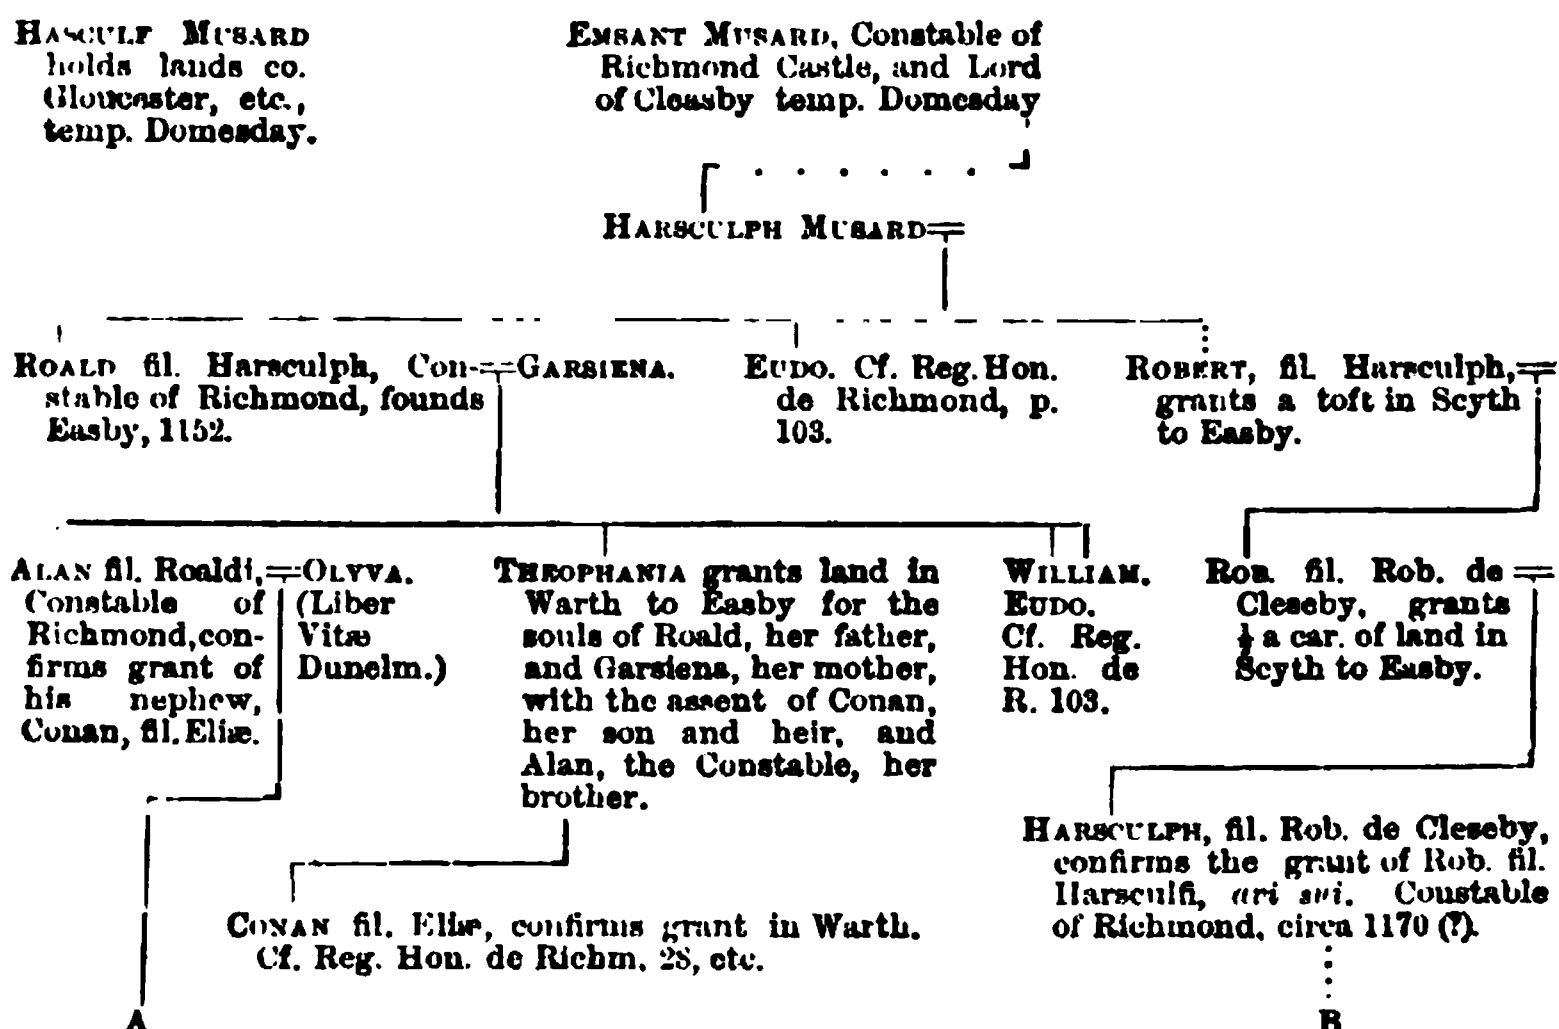 HASCULF MUSARD
holds lands co.
Gloucester, etc.,
temp. Domesday.
EMSANT MUSARD, Constable of
Richmond Castle, and Lord
of Cleasby temp. Domesday
HARSCULPH MUSARD
ROALD fil. Harsculph, Con-
stable of Richmond, founds
Easby, 1152.
GARSIENA.
EUDO. Cf. Reg. Hon.
de Richmond, p.
103.
ROBERT, fil. Harsculph,
grants a toft in Scyth
to Easby.
ALAN fil. Roaldi,
Constable of
Richmond, con-
firms grant of
his nephew,
Conan, fil. Eliæ.
OLYVA.
(Liber
Vitæ
Dunelm.)
THEOPHANIA grants land in
Warth to Easby for the
souls of Roald, her father,
and Garsiena, her mother,
with the assent of Conan,
her son and heir, and
Alan, the Constable, her
brother.
WILLIAM.
EUDO.
Cf. Reg.
Hon. de
R. 103.
ROB. fil. Rob. de
Cleseby, grants
½ a car. of land in
Scyth to Easby.
CONAN fil. Eliæ, confirms grant in Warth.
Cf. Reg. Hon. de Richm. 28, etc.
HARSCULPH, fil. Rob. de Cleseby,
confirms the grant of Rob. fil.
Harsculfi, avi sui. Constable
of Richmond, circa 1170 (?).
A
B